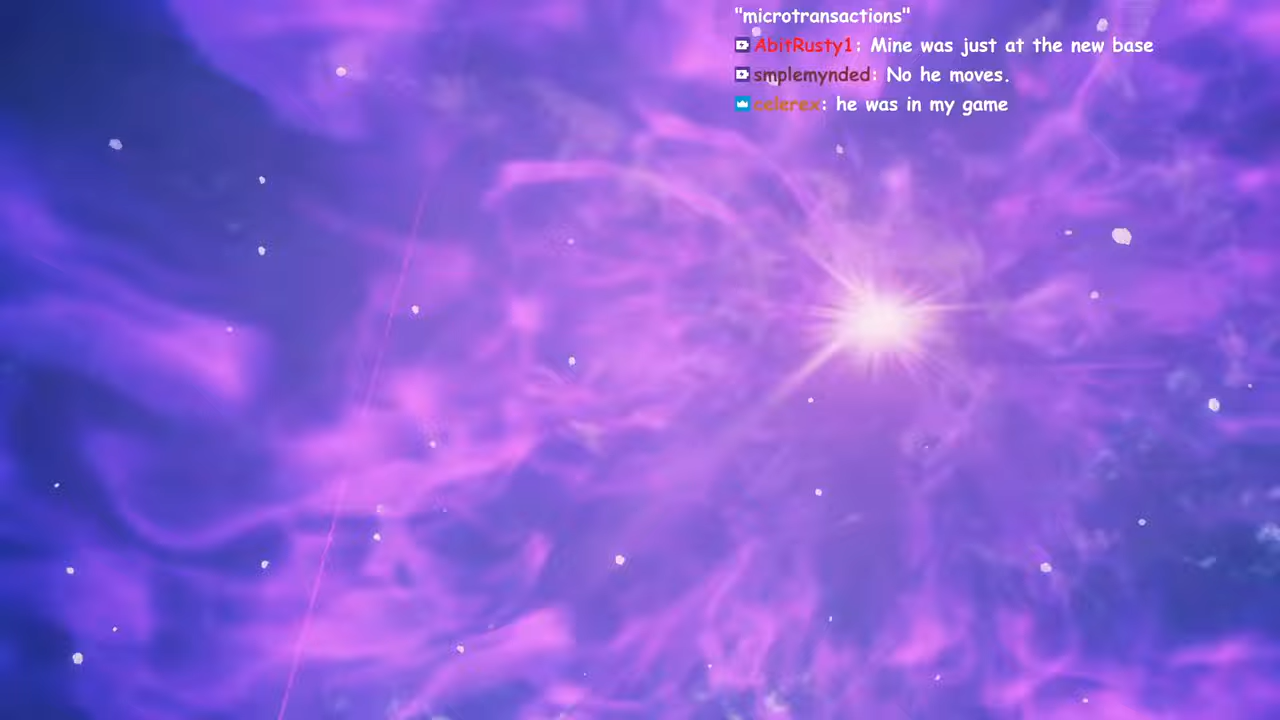 "microtransactions"
AbitRusty1: Mine was just at the new base
smplemynded: No he moves.
celerex: he was in my game